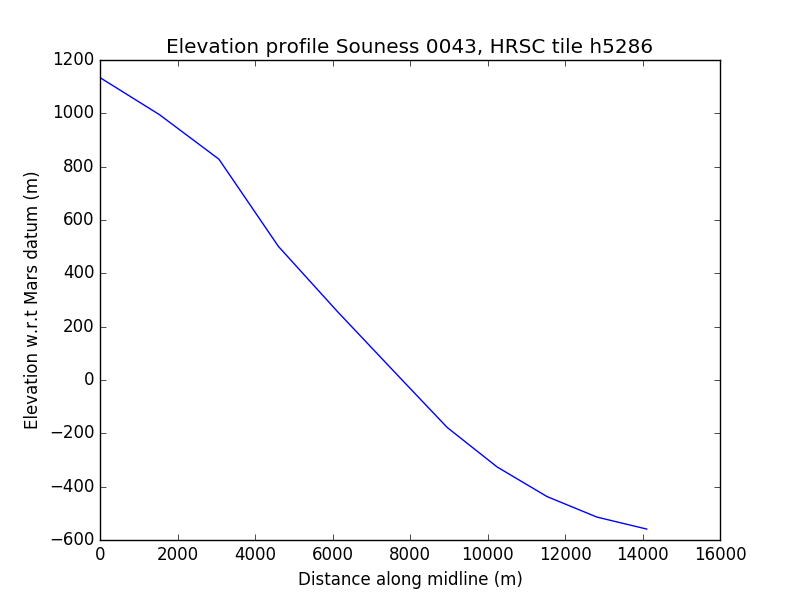 Elevation profile Souness 0043, HRSC tile h5286
1200
1000
800
600
400
200
0
−200
−400
−600
Elevation w.r.t Mars datum (m)
0 2000 4000 6000 8000 10000 12000 14000 16000
Distance along midline (m)